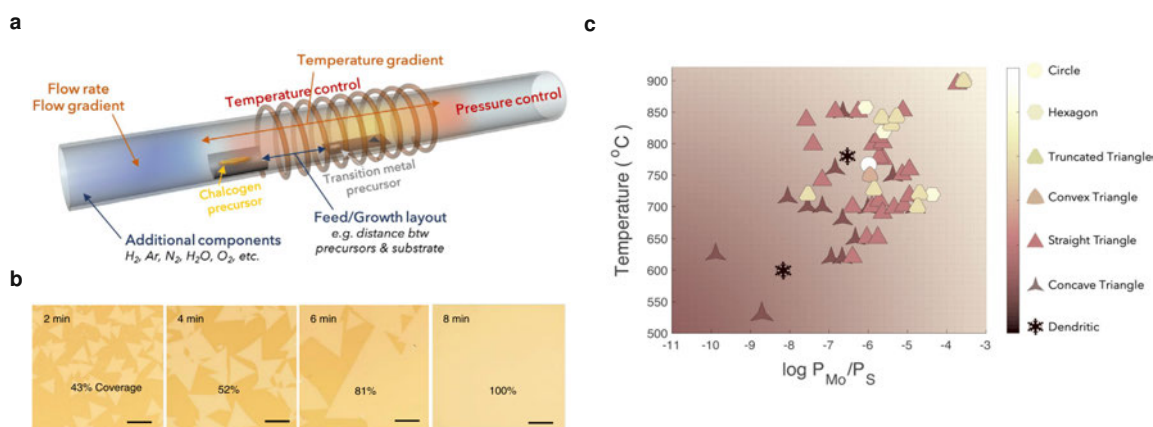 a
Temperature gradient
Flow rate
Flow gradient
Temperature control
Pressure control
Chalcogen
precursor
Transition metal
precursor
Additional components
H2, Ar, N2, H2O, O2, etc.
Feed/Growth layout
e.g. distance btw
precursors & substrate
b
2 min
4 min
6 min
8 min
43% Coverage
52%
81%
100%
c
Temperature (°C)
900
850
800
750
700
650
600
550
500
-11
-10
-9
-8
-7
-6
-5
-4
-3
log PMo/PS
Circle
Hexagon
Truncated Triangle
Convex Triangle
Straight Triangle
Concave Triangle
Dendritic